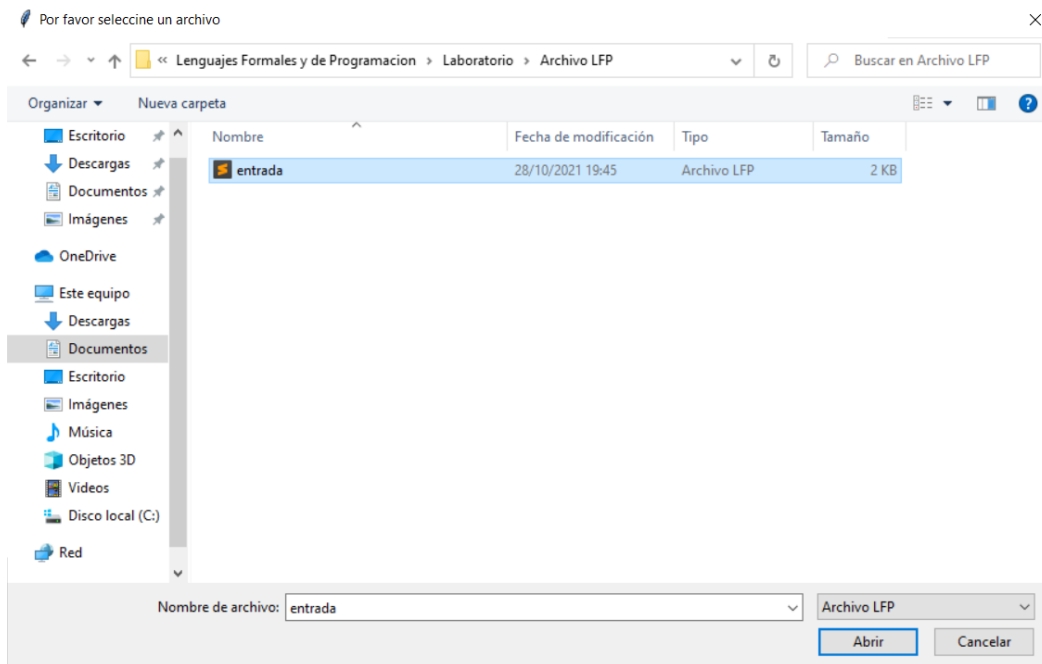 Por favor seleccine un archivo
« Lenguajes Formales y de Programacion › Laboratorio › Archivo LFP
Buscar en Archivo LFP
Organizar Nueva carpeta
Nombre Fecha de modificación Tipo Tamaño
entrada 28/10/2021 19:45 Archivo LFP 2 KB
Escritorio
Descargas
Documentos
Imágenes
OneDrive
Este equipo
Descargas
Documentos
Escritorio
Imágenes
Música
Objetos 3D
Videos
Disco local (C:)
Red
Nombre de archivo: entrada Archivo LFP
Abrir Cancelar